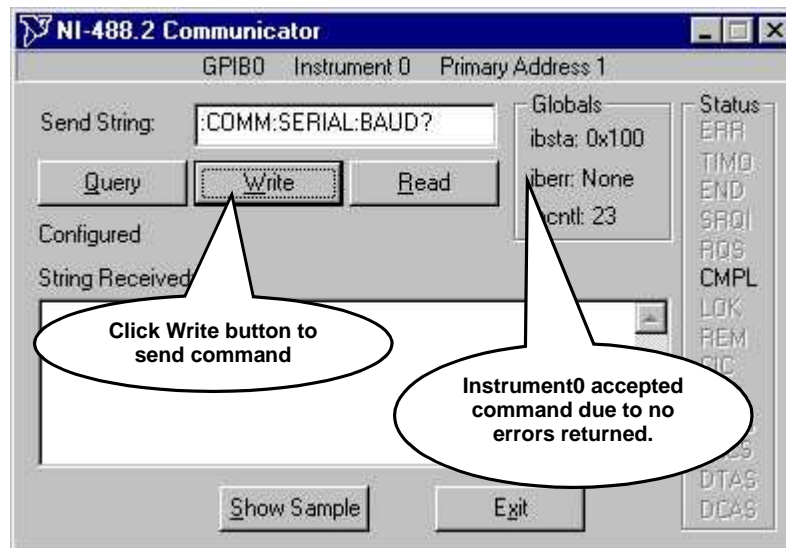 NI-488.2 Communicator
GPIB0 Instrument 0 Primary Address 1
Send String:
:COMM:SERIAL:BAUD?
Query
Write
Read
Configured
String Received
Globals
ibsta: 0x100
iberr: None
cntl: 23
Status
ERR
TIMO
END
SRQI
RQS
CMPL
LOK
REM
CIC
DTAS
DCAS
Click Write button to
send command
Instrument0 accepted
command due to no
errors returned.
Show Sample
Exit